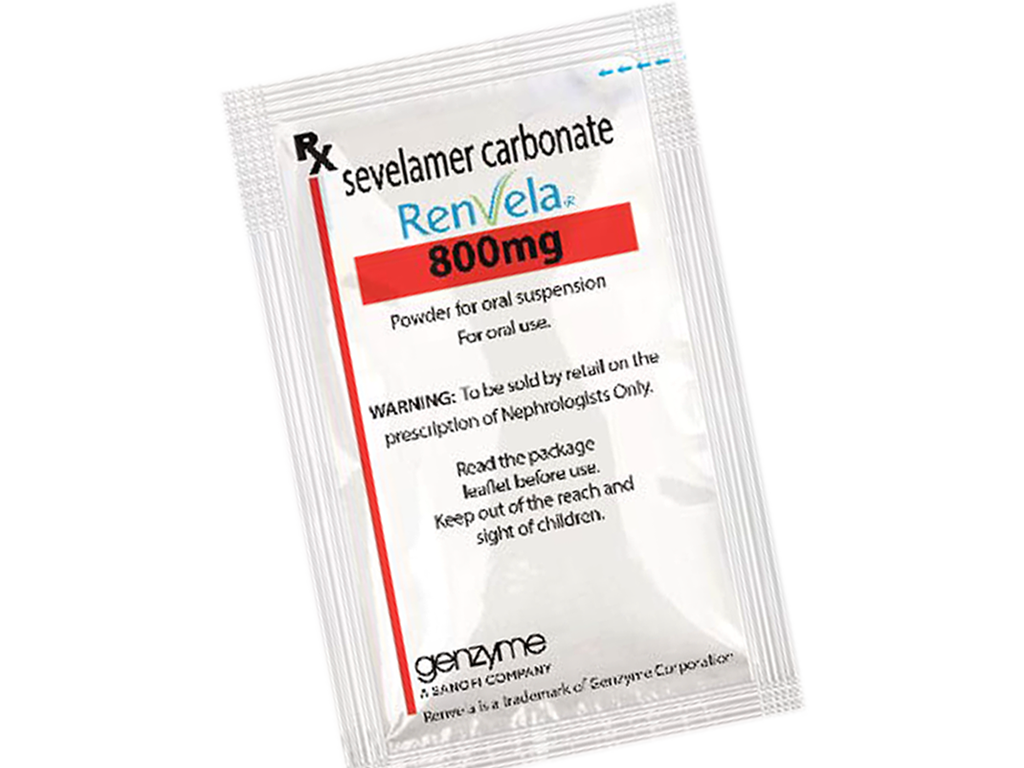 Rx sevelamer carbonate
Renvela®
800mg
Powder for oral suspension
For oral use.
WARNING: To be sold by retail on the
prescription of Nephrologists Only.
Read the package
leaflet before use.
Keep out of the reach and
sight of children.
genzyme
A SANOFI COMPANY
Renvela is a trademark of Genzyme Corporation